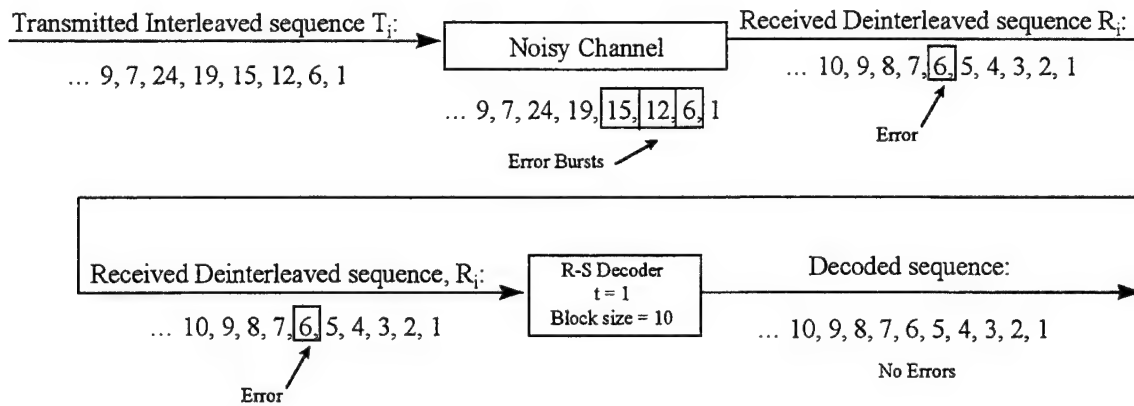 Transmitted Interleaved sequence Tᵢ:
... 9, 7, 24, 19, 15, 12, 6, 1
Noisy Channel
... 9, 7, 24, 19, 15, 12, 6, 1
Error Bursts
Received Deinterleaved sequence Rᵢ:
... 10, 9, 8, 7, 6, 5, 4, 3, 2, 1
Error
Received Deinterleaved sequence, Rᵢ:
... 10, 9, 8, 7, 6, 5, 4, 3, 2, 1
Error
R-S Decoder
t = 1
Block size = 10
Decoded sequence:
... 10, 9, 8, 7, 6, 5, 4, 3, 2, 1
No Errors